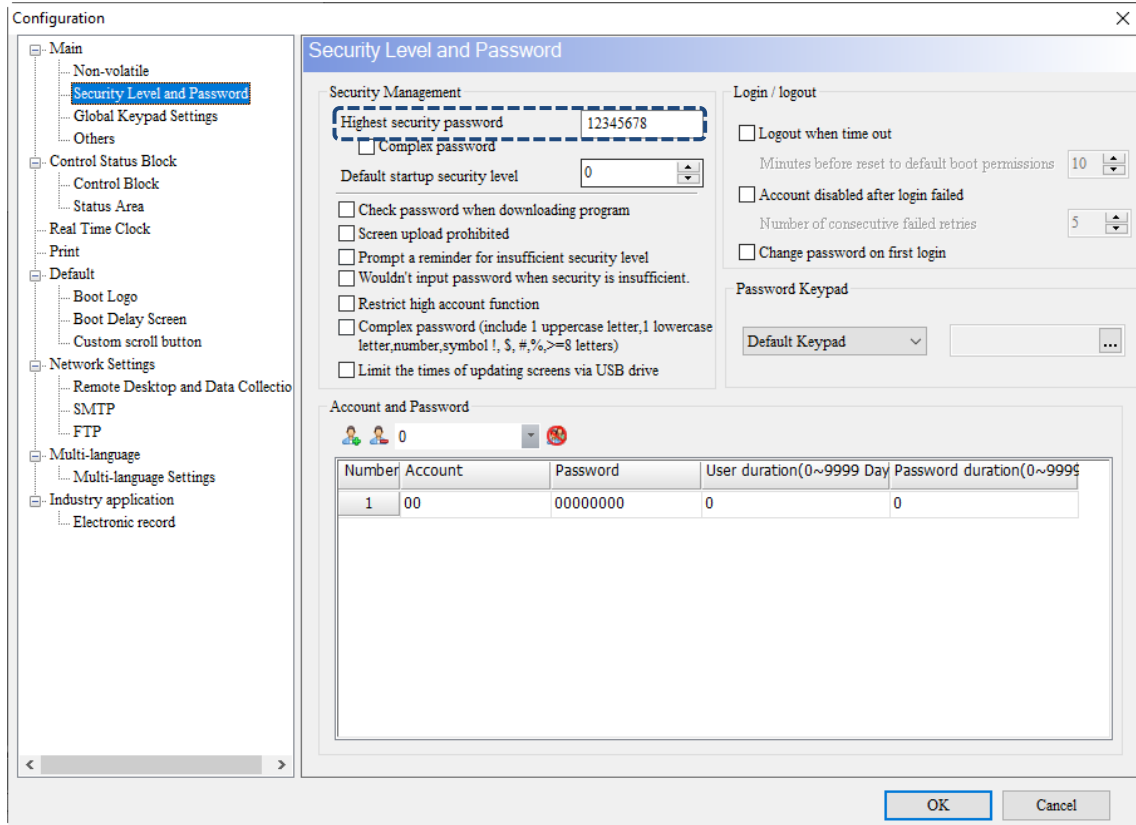 Configuration
Main
Non-volatile
Security Level and Password
Global Keypad Settings
Others
Control Status Block
Control Block
Status Area
Real Time Clock
Print
Default
Boot Logo
Boot Delay Screen
Custom scroll button
Network Settings
Remote Desktop and Data Collectio
SMTP
FTP
Multi-language
Multi-language Settings
Industry application
Electronic record
Security Level and Password
Security Management
Highest security password 12345678
Complex password
Default startup security level 0
Check password when downloading program
Screen upload prohibited
Prompt a reminder for insufficient security level
Wouldn't input password when security is insufficient.
Restrict high account function
Complex password (include 1 uppercase letter,1 lowercase
letter,number,symbol !, $, #,%,>=8 letters)
Limit the times of updating screens via USB drive
Login / logout
Logout when time out
Minutes before reset to default boot permissions 10
Account disabled after login failed
Number of consecutive failed retries 5
Change password on first login
Password Keypad
Default Keypad ...
Account and Password
0
Number Account Password User duration(0~9999 Day Password duration(0~9999
1 00 00000000 0 0
OK Cancel